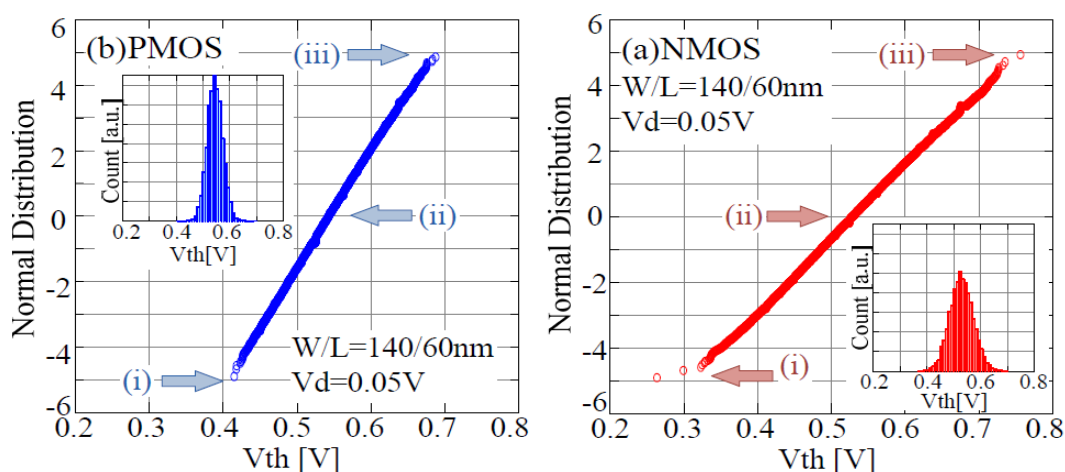 (b)PMOS
(iii)
(ii)
(i)
W/L=140/60nm
Vd=0.05V
Normal Distribution
6
4
2
0
-2
-4
-6
0.2 0.3 0.4 0.5 0.6 0.7 0.8
Vth [V]
Count [a.u.]
0.2 0.4 0.6 0.8
Vth[V]
(a)NMOS
(iii)
W/L=140/60nm
Vd=0.05V
(ii)
(i)
Normal Distribution
6
4
2
0
-2
-4
-6
0.2 0.3 0.4 0.5 0.6 0.7 0.8
Vth [V]
Count [a.u.]
0.2 0.4 0.6 0.8
Vth[V]